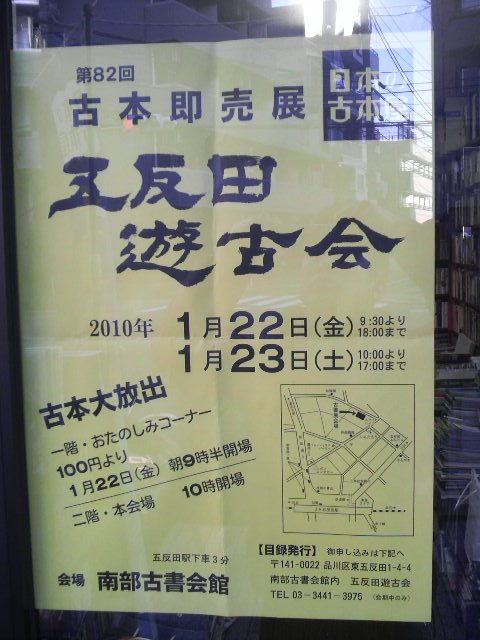 第82回
古本即売展
日本の
古本屋
五反田
遊古会
2010年
1月22日(金) 9:30より 18:00まで
1月23日(土) 10:00より 17:00まで
古本大放出
一階・おたのしみコーナー
100円より
1月22日(金) 朝9時半開場
二階・本会場 10時開場
五反田駅下車3分
会場 南部古書会館
【目録発行】 御申し込みは下記へ
〒141-0022 品川区東五反田1-4-4
南部古書会館内 五反田遊古会
TEL 03-3441-3975 (会期中のみ)